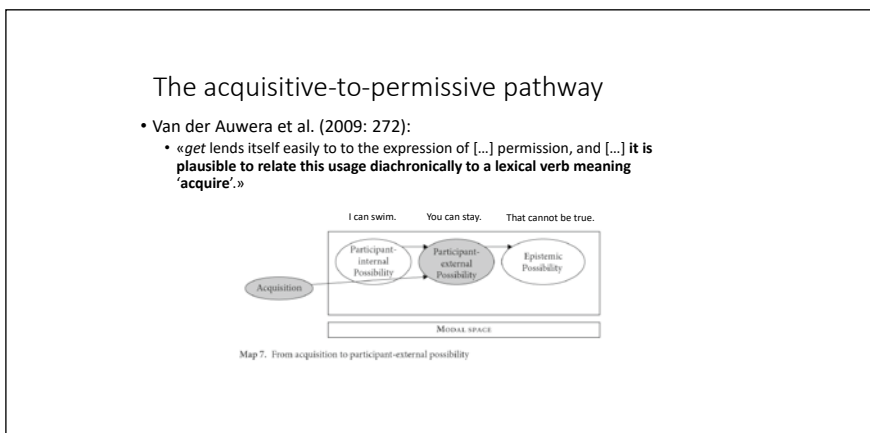 The acquisitive-to-permissive pathway
• Van der Auwera et al. (2009: 272):
• «get lends itself easily to to the expression of […] permission, and […] it is
plausible to relate this usage diachronically to a lexical verb meaning
‘acquire’.»
I can swim. You can stay. That cannot be true.
Participant-
internal
Possibility
Participant-
external
Possibility
Epistemic
Possibility
Acquisition
MODAL SPACE
Map 7. From acquisition to participant-external possibility